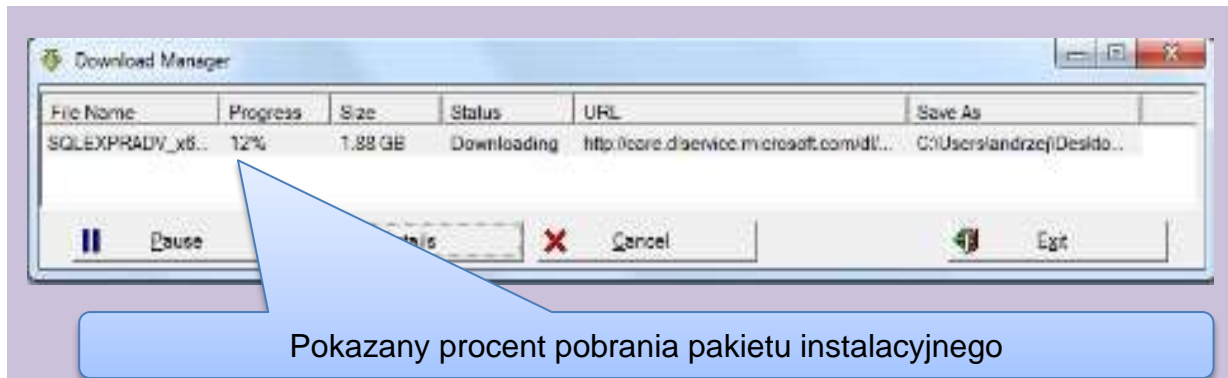 Download Manager
File Name Progress Size Status URL Save As
SQLEXPRADV_x6... 12% 1.88 GB Downloading http://care.dlservice.microsoft.com/dl/... C:\Users\andrzej\Deskto...
Pause Cancel Exit
Pokazany procent pobrania pakietu instalacyjnego